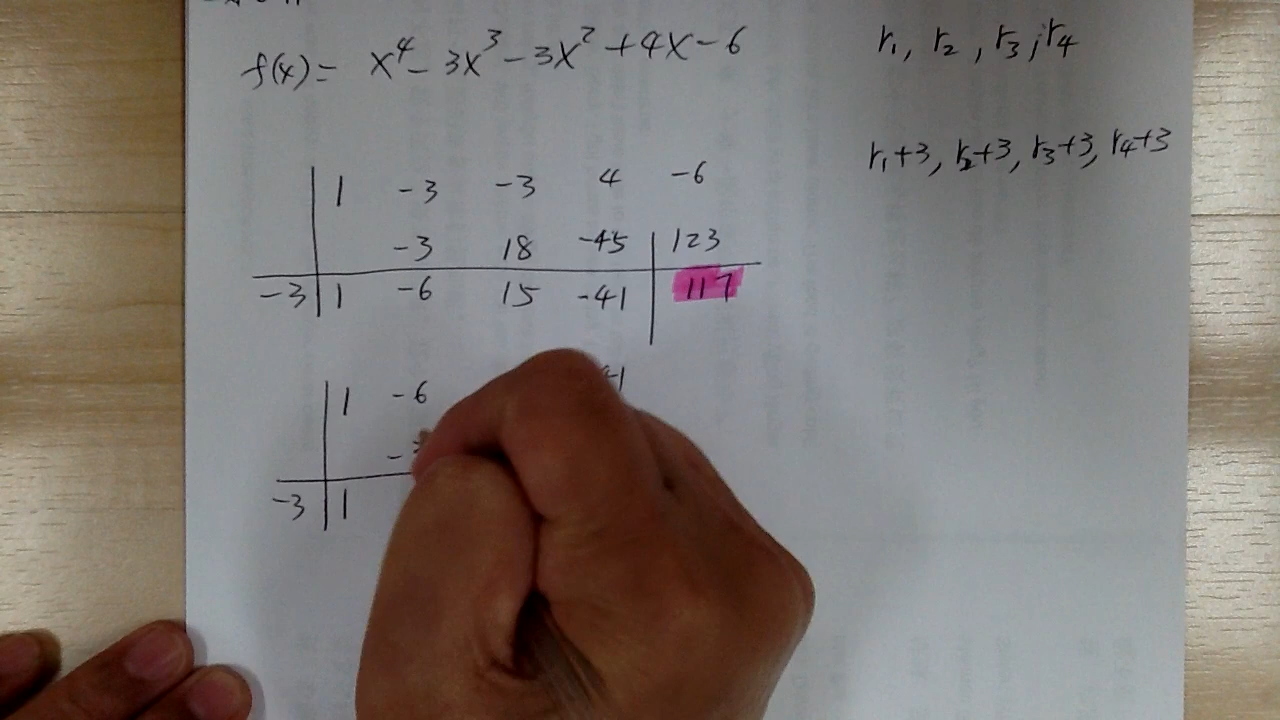 f(x) = x⁴ - 3x³ - 3x² + 4x - 6
r₁, r₂, r₃, r₄
r₁+3, r₂+3, r₃+3, r₄+3
1 -3 -3 4 -6
-3 18 -45 123
-3 1 -6 15 -41 117
1 -6
-3 1